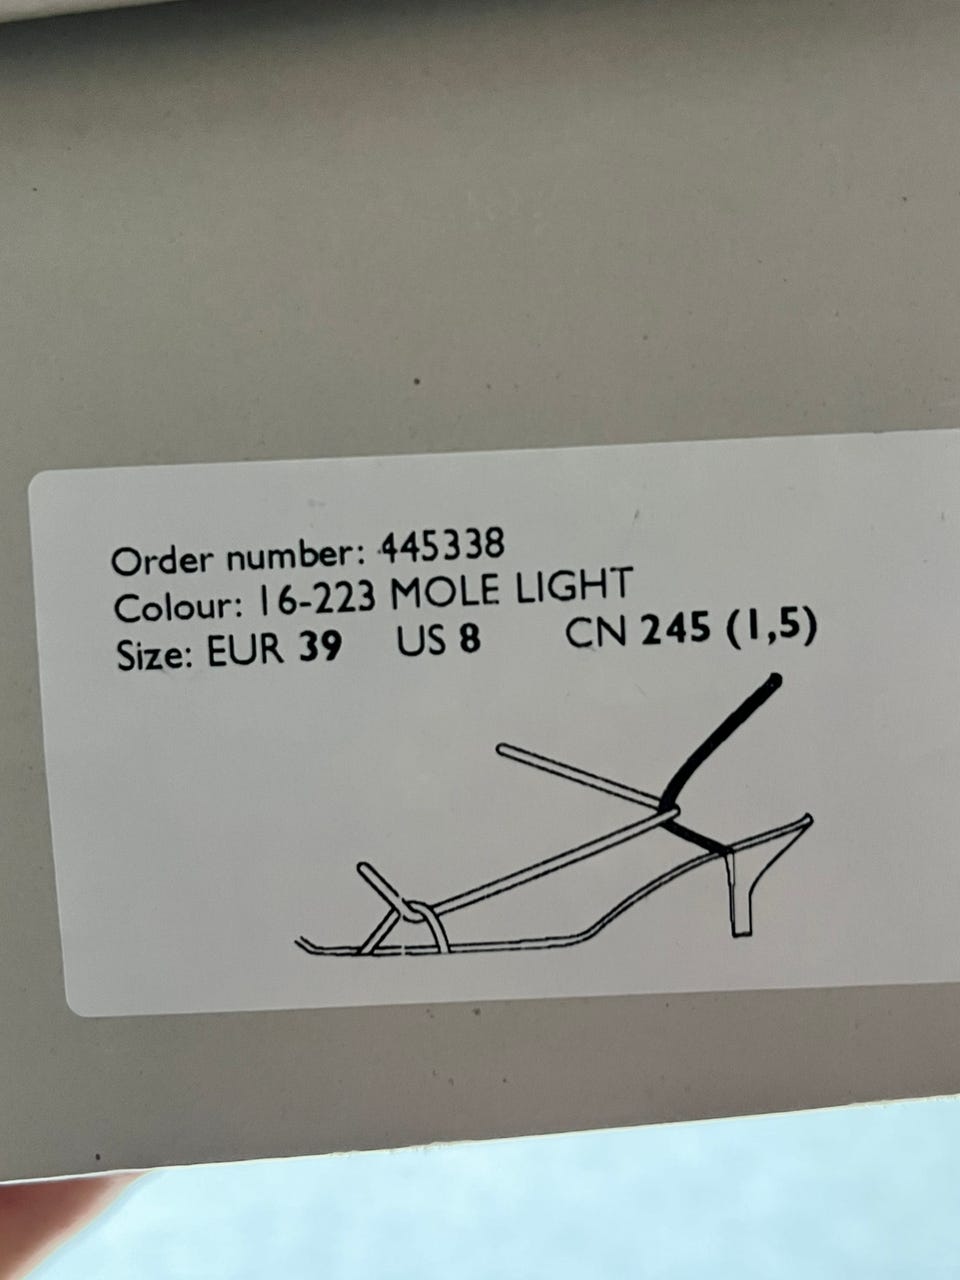 Order number: 445338
Colour: 16-223 MOLE LIGHT
Size: EUR 39 US 8 CN 245 (1,5)